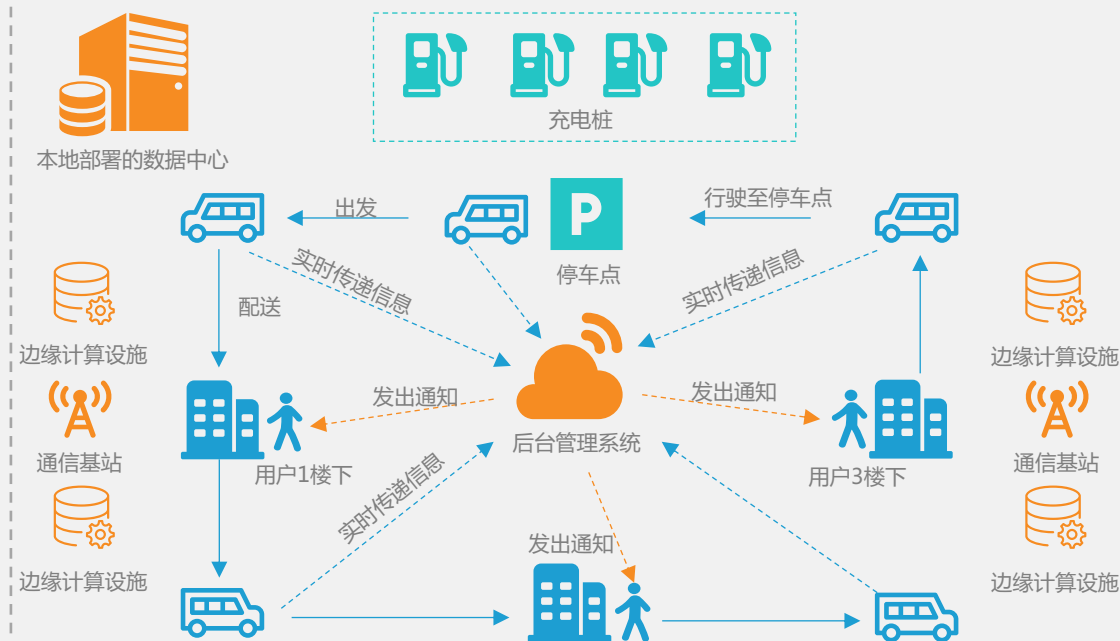 充电桩
本地部署的数据中心
出发
P
行驶至停车点
停车点
实时传递信息
实时传递信息
配送
边缘计算设施
边缘计算设施
发出通知
发出通知
后台管理系统
通信基站
用户1楼下
用户3楼下
通信基站
实时传递信息
发出通知
边缘计算设施
边缘计算设施